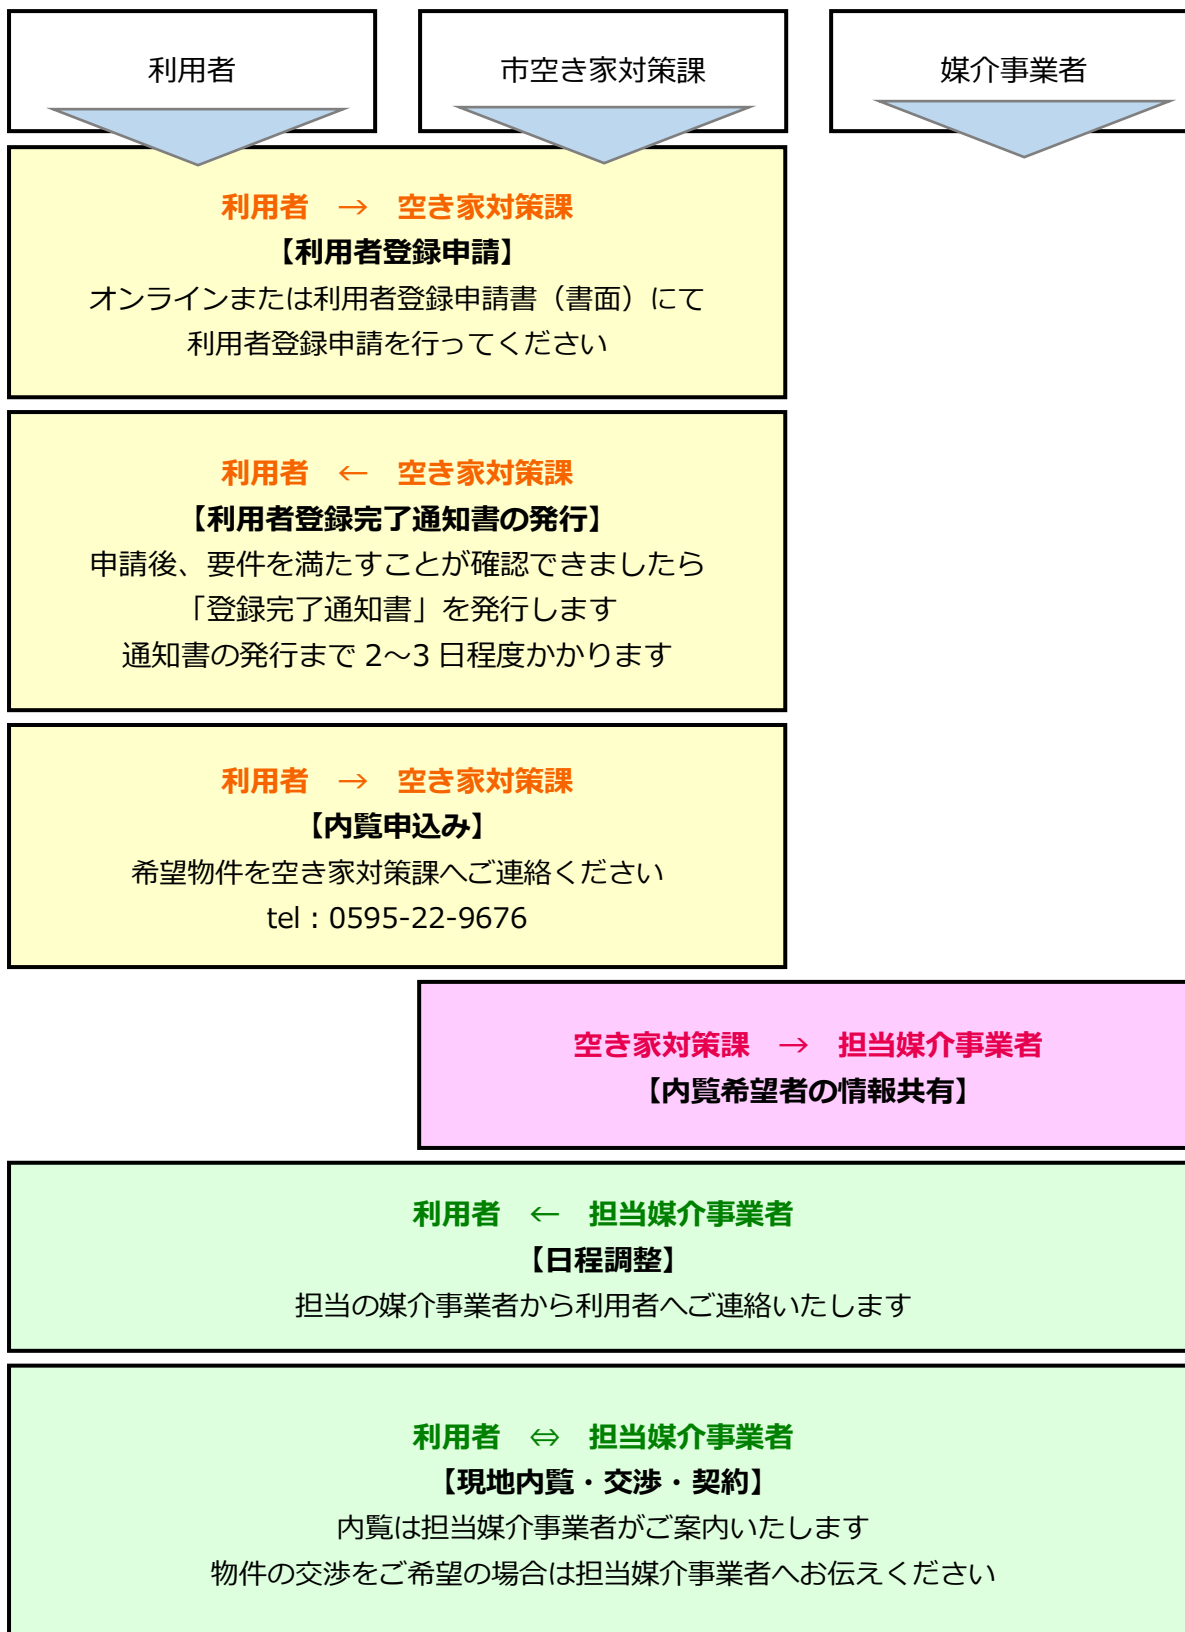 利用者
市空き家対策課
媒介事業者
利用者　→　空き家対策課
【利用者登録申請】
オンラインまたは利用者登録申請書（書面）にて
利用者登録申請を行ってください
利用者　←　空き家対策課
【利用者登録完了通知書の発行】
申請後、要件を満たすことが確認できましたら
「登録完了通知書」を発行します
通知書の発行まで 2～3 日程度かかります
利用者　→　空き家対策課
【内覧申込み】
希望物件を空き家対策課へご連絡ください
tel：0595-22-9676
空き家対策課　→　担当媒介事業者
【内覧希望者の情報共有】
利用者　←　担当媒介事業者
【日程調整】
担当の媒介事業者から利用者へご連絡いたします
利用者　⇔　担当媒介事業者
【現地内覧・交渉・契約】
内覧は担当媒介事業者がご案内いたします
物件の交渉をご希望の場合は担当媒介事業者へお伝えください